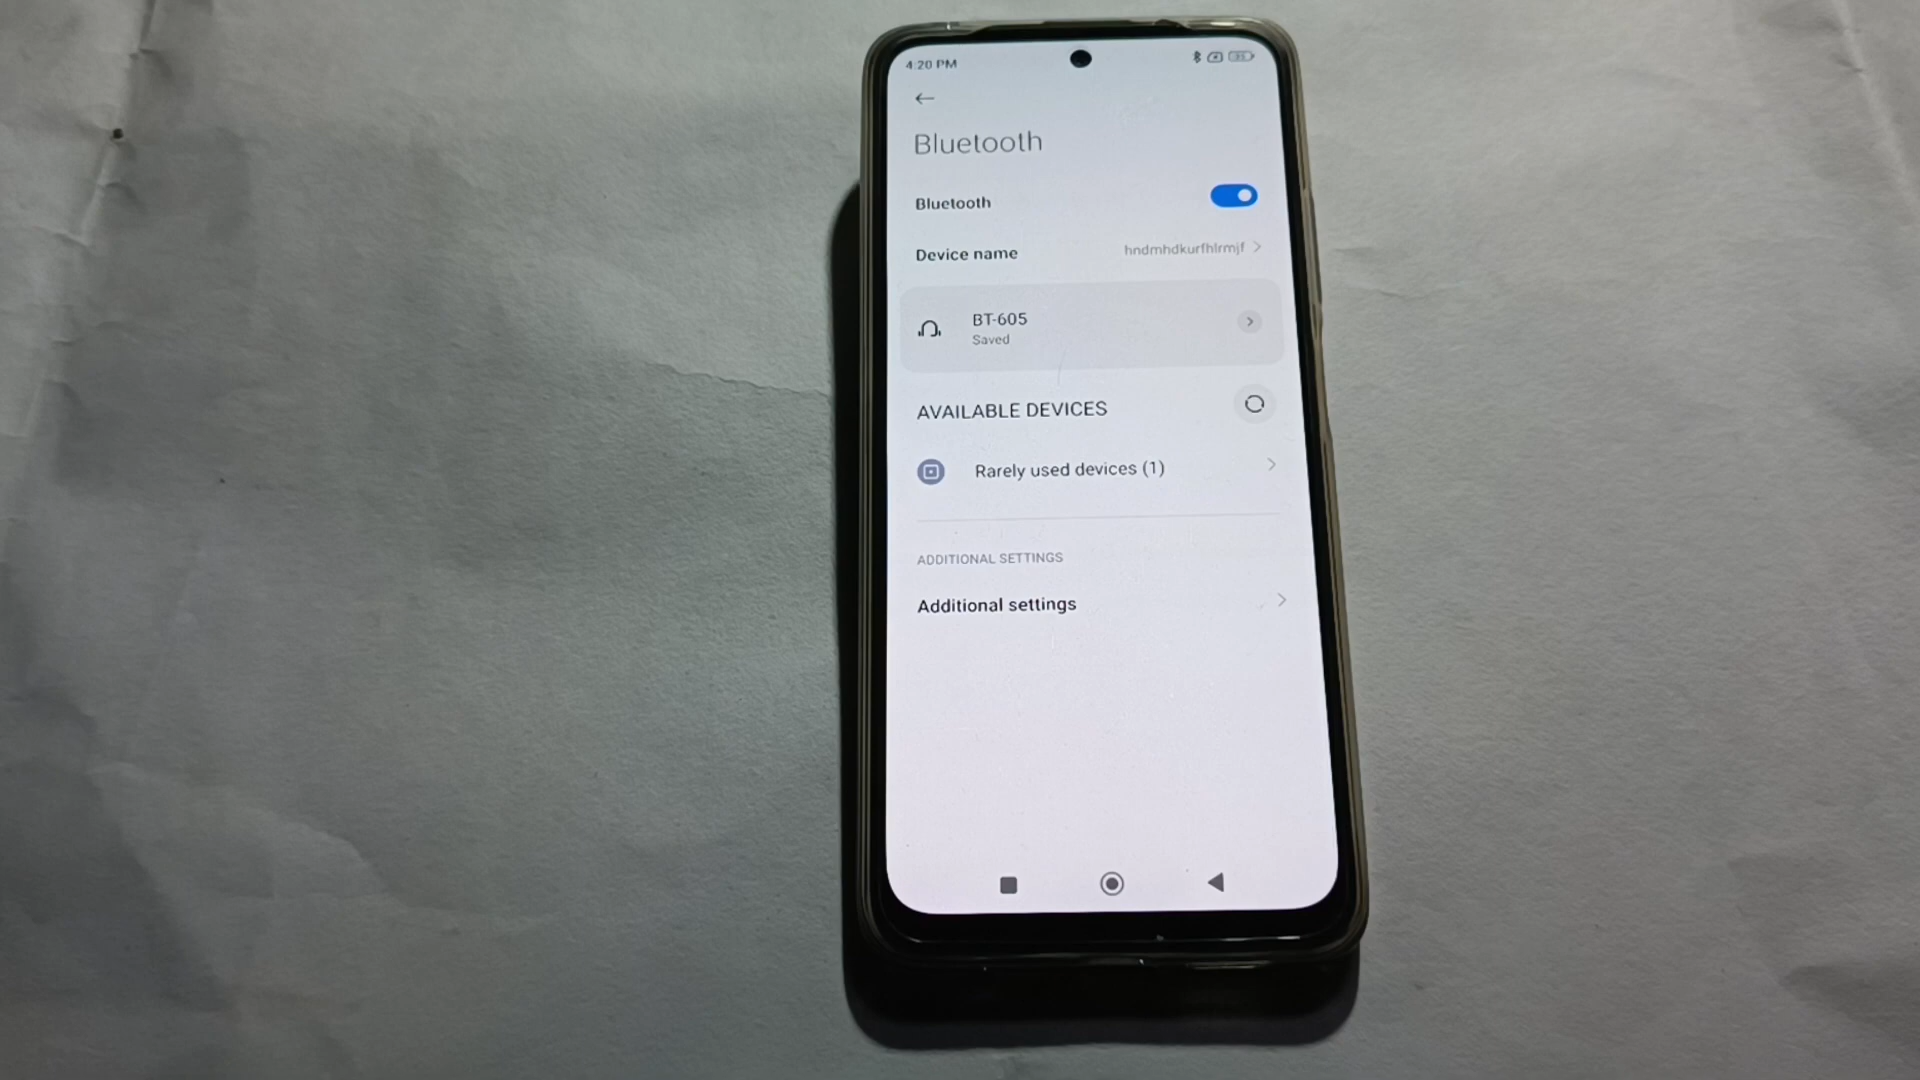 4:20 PM
Bluetooth
Bluetooth
Device name
hndmhdkurfhlrmjf
BT-605
Saved
AVAILABLE DEVICES
Rarely used devices (1)
ADDITIONAL SETTINGS
Additional settings